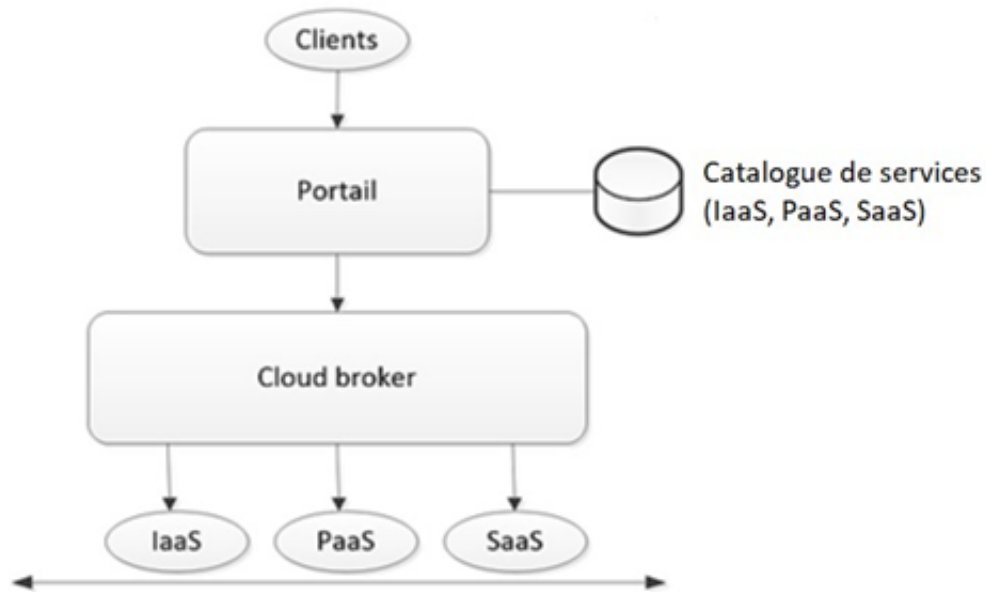 Clients
Portail
Catalogue de services
(IaaS, PaaS, SaaS)
Cloud broker
IaaS
PaaS
SaaS